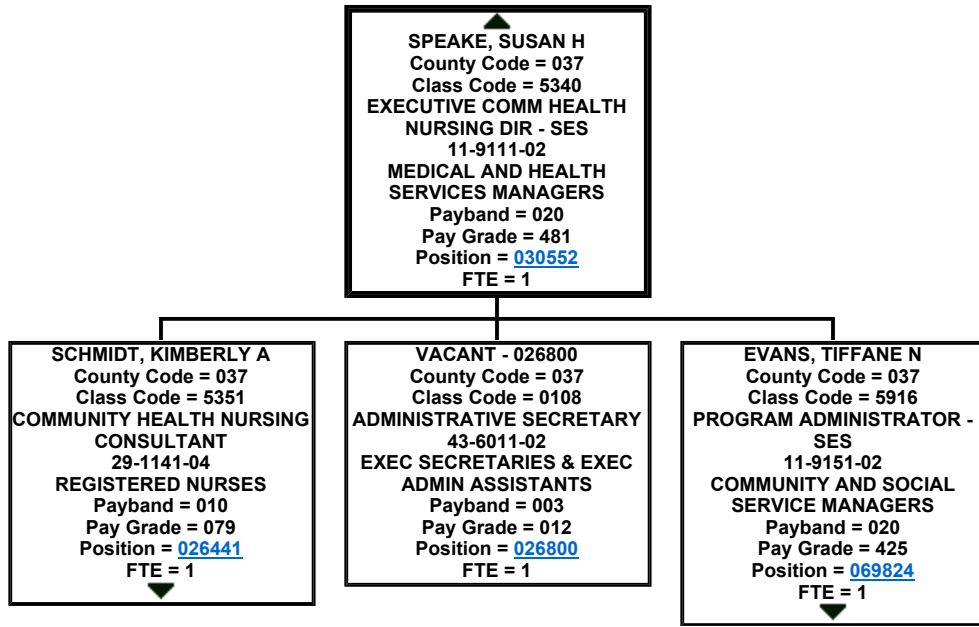 SPEAKE, SUSAN H
County Code = 037
Class Code = 5340
EXECUTIVE COMM HEALTH
NURSING DIR - SES
11-9111-02
MEDICAL AND HEALTH
SERVICES MANAGERS
Payband = 020
Pay Grade = 481
Position = 030552
FTE = 1
SCHMIDT, KIMBERLY A
County Code = 037
Class Code = 5351
COMMUNITY HEALTH NURSING
CONSULTANT
29-1141-04
REGISTERED NURSES
Payband = 010
Pay Grade = 079
Position = 026441
FTE = 1
VACANT - 026800
County Code = 037
Class Code = 0108
ADMINISTRATIVE SECRETARY
43-6011-02
EXEC SECRETARIES & EXEC
ADMIN ASSISTANTS
Payband = 003
Pay Grade = 012
Position = 026800
FTE = 1
EVANS, TIFFANE N
County Code = 037
Class Code = 5916
PROGRAM ADMINISTRATOR -
SES
11-9151-02
COMMUNITY AND SOCIAL
SERVICE MANAGERS
Payband = 020
Pay Grade = 425
Position = 069824
FTE = 1